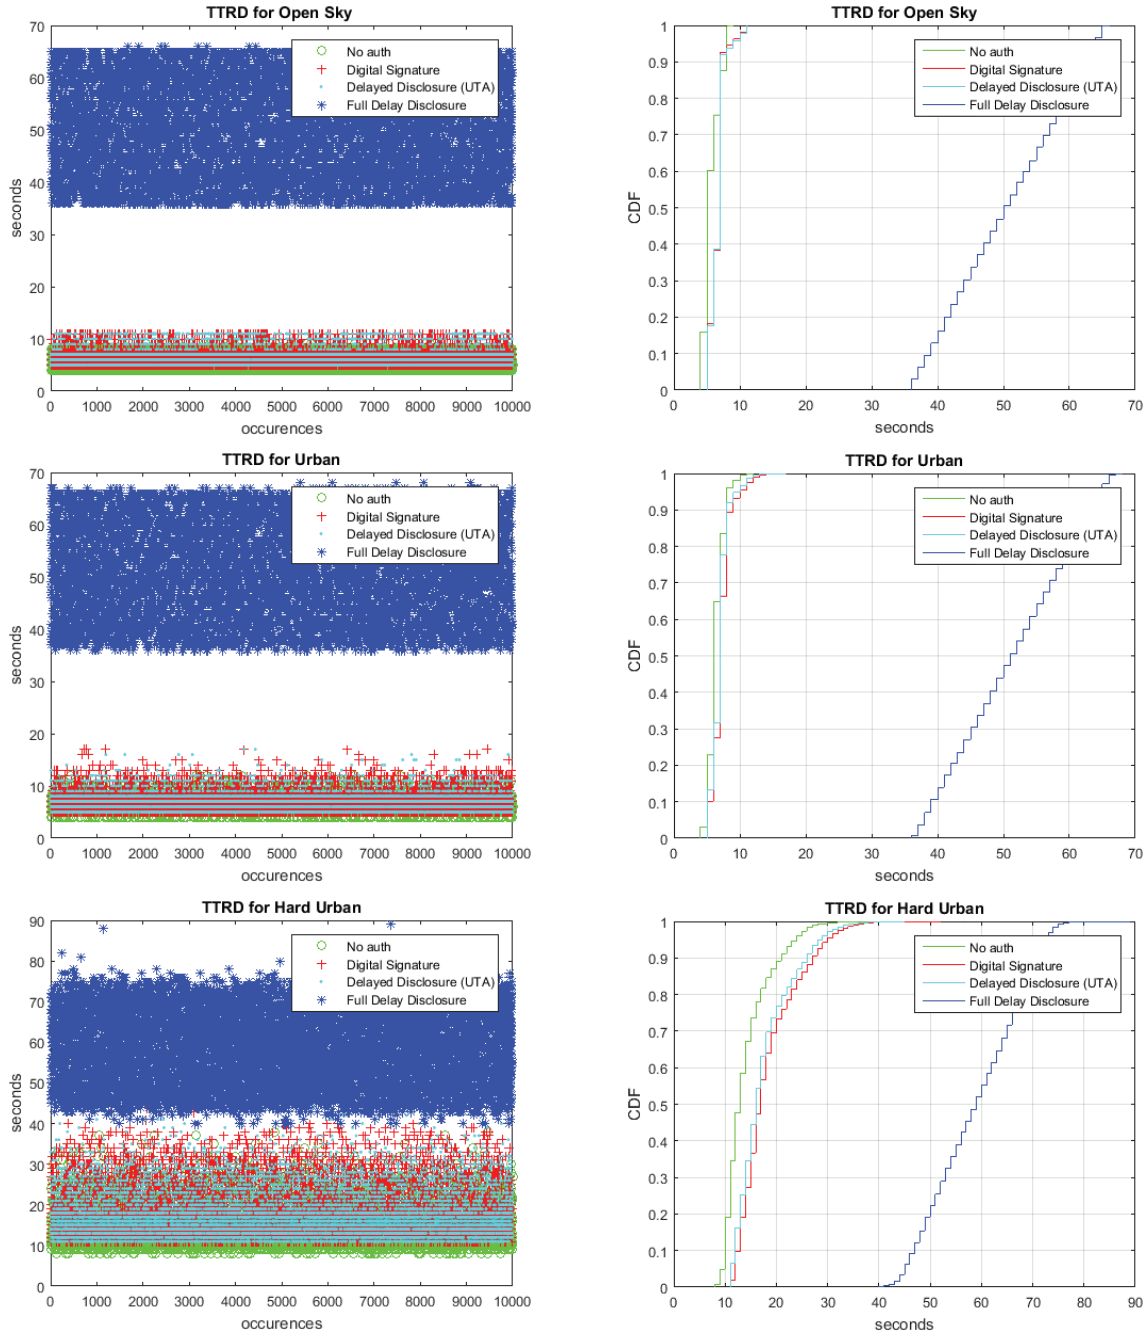 TTRD for Open Sky
70
60
50
40
30
20
10
0
seconds
No auth
Digital Signature
Delayed Disclosure (UTA)
Full Delay Disclosure
0 1000 2000 3000 4000 5000 6000 7000 8000 9000 10000
occurences
TTRD for Open Sky
1
0.9
0.8
0.7
0.6
0.5
0.4
0.3
0.2
0.1
0
CDF
No auth
Digital Signature
Delayed Disclosure (UTA)
Full Delay Disclosure
0 10 20 30 40 50 60 70
seconds
TTRD for Urban
70
60
50
40
30
20
10
0
seconds
No auth
Digital Signature
Delayed Disclosure (UTA)
Full Delay Disclosure
0 1000 2000 3000 4000 5000 6000 7000 8000 9000 10000
occurences
TTRD for Urban
1
0.9
0.8
0.7
0.6
0.5
0.4
0.3
0.2
0.1
0
CDF
No auth
Digital Signature
Delayed Disclosure (UTA)
Full Delay Disclosure
0 10 20 30 40 50 60 70
seconds
TTRD for Hard Urban
90
80
70
60
50
40
30
20
10
0
seconds
No auth
Digital Signature
Delayed Disclosure (UTA)
Full Delay Disclosure
0 1000 2000 3000 4000 5000 6000 7000 8000 9000 10000
occurences
TTRD for Hard Urban
1
0.9
0.8
0.7
0.6
0.5
0.4
0.3
0.2
0.1
0
CDF
No auth
Digital Signature
Delayed Disclosure (UTA)
Full Delay Disclosure
0 10 20 30 40 50 60 70 80 90
seconds